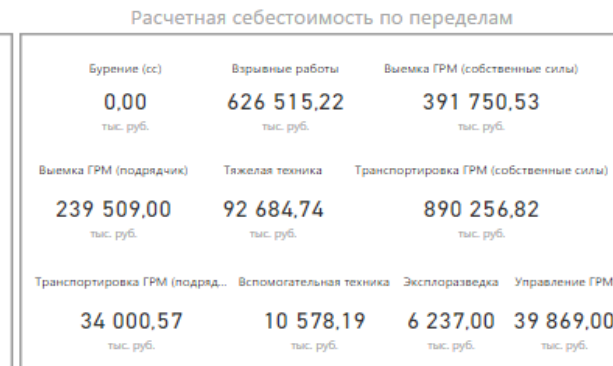 Расчетная себестоимость по переделам
Бурение (сс) Взрывные работы Выемка ГРМ (собственные силы)
0,00 626 515,22 391 750,53
тыс. руб. тыс. руб. тыс. руб.
Выемка ГРМ (подрядчик) Тяжелая техника Транспортировка ГРМ (собственные силы)
239 509,00 92 684,74 890 256,82
тыс. руб. тыс. руб. тыс. руб.
Транспортировка ГРМ (подряд... Вспомогательная техника Эксплоразведка Управление ГРМ
34 000,57 10 578,19 6 237,00 39 869,00
тыс. руб. тыс. руб. тыс. руб. тыс. руб.